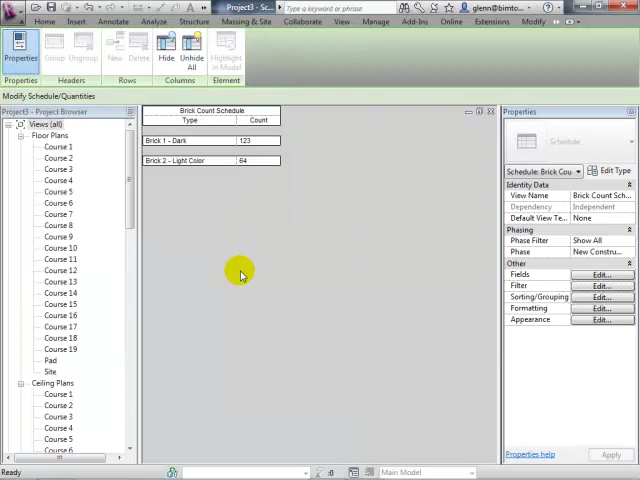 Project3 - Sc...
Type a keyword or phrase
glenn@bimto...
Home
Insert
Annotate
Analyze
Structure
Massing & Site
Collaborate
View
Manage
Add-Ins
Online
Extensions
Modify
Properties
Group
Ungroup
New
Delete
Hide
Unhide
All
Highlight
in Model
Properties
Headers
Rows
Columns
Element
Modify Schedule/Quantities
Project3 - Project Browser
Views (all)
Floor Plans
Course 1
Course 2
Course 3
Course 4
Course 5
Course 6
Course 7
Course 8
Course 9
Course 10
Course 11
Course 12
Course 13
Course 14
Course 15
Course 16
Course 17
Course 18
Course 19
Pad
Site
Ceiling Plans
Course 1
Course 2
Course 3
Course 4
Course 5
Course 6
Brick Count Schedule
Type Count
Brick 1 - Dark 123
Brick 2 - Light Color 64
Properties
Schedule
Schedule: Brick Cou
Edit Type
Identity Data
View Name Brick Count Sch...
Dependency Independent
Default View Te... None
Phasing
Phase Filter Show All
Phase New Constru...
Other
Fields Edit...
Filter Edit...
Sorting/Grouping Edit...
Formatting Edit...
Appearance Edit...
Properties help
Apply
Ready
:0
Main Model